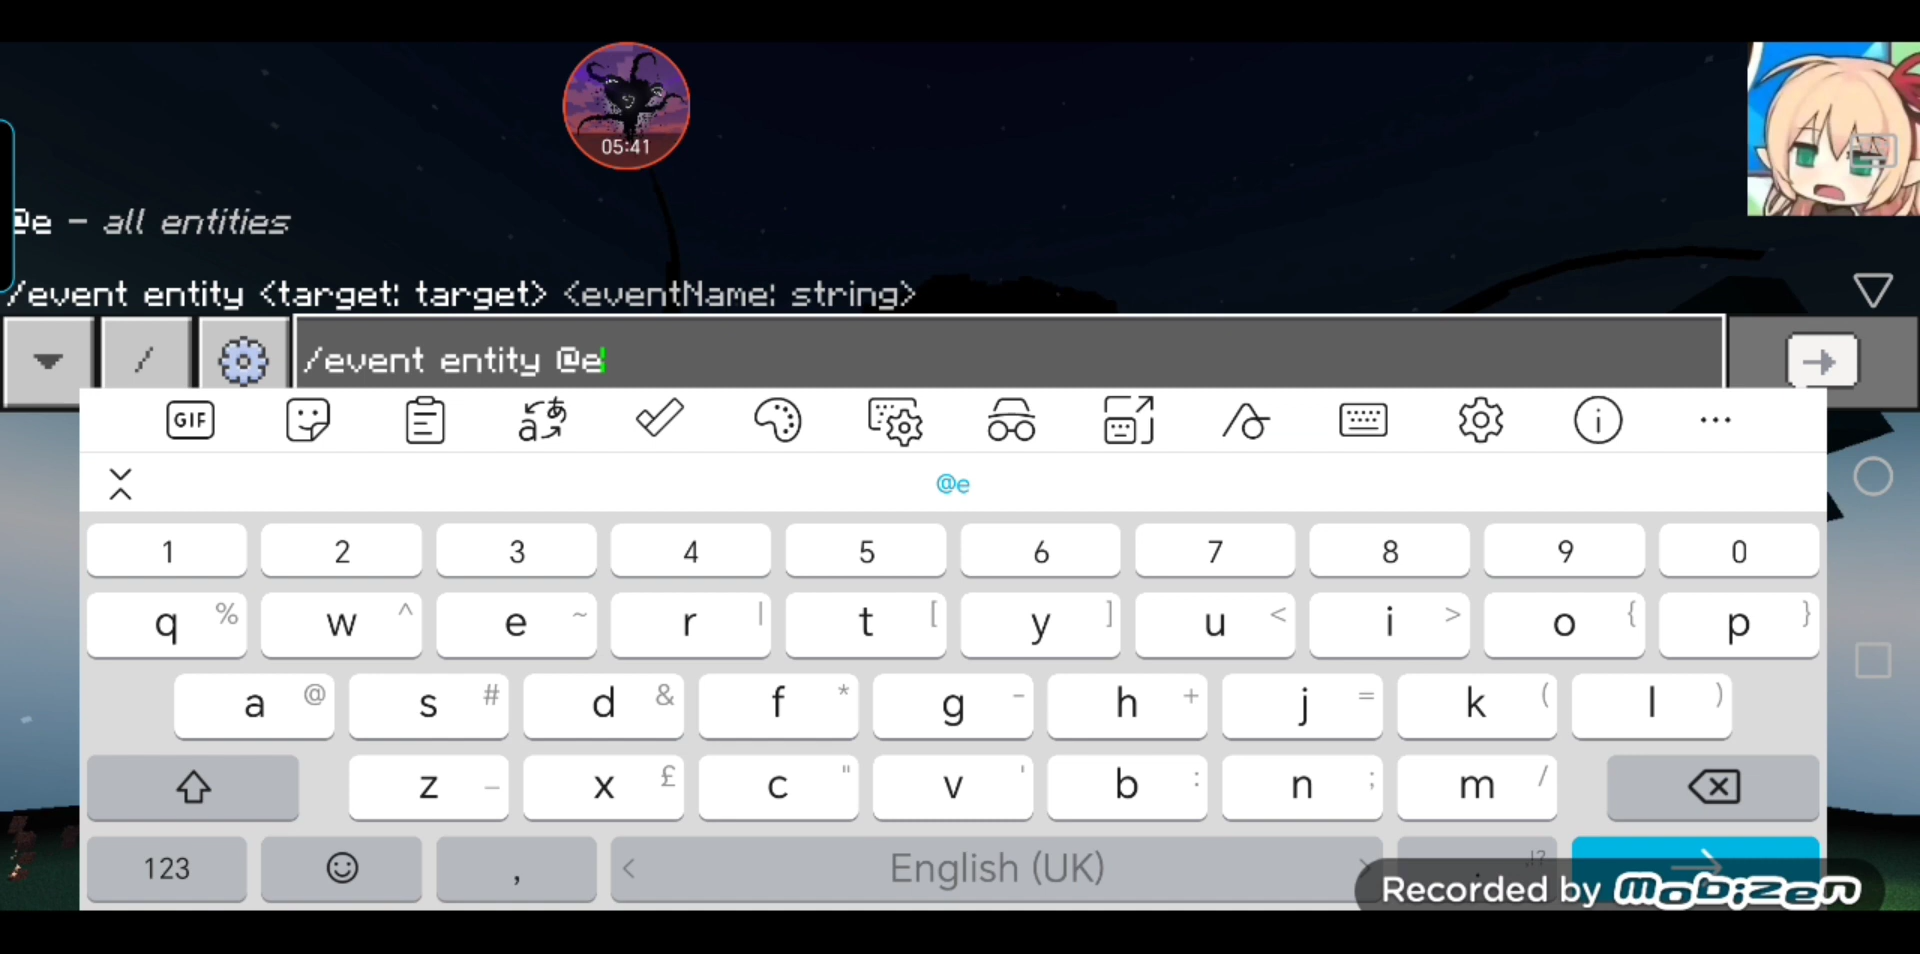 05:41
@e - all entities
/event entity <target: target> <eventName: string>
/ /event entity @e
GIF
@e
1 2 3 4 5 6 7 8 9 0
q % w ^ e ~ r | t [ y ] u < i > o { p }
a @ s # d & f * g - h + j = k ( l )
z _ x £ c " v ' b : n ; m /
123 , < English (UK) > . ,!?
Recorded by mobizen